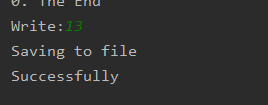 0. The End
Write:13
Saving to file
Successfully